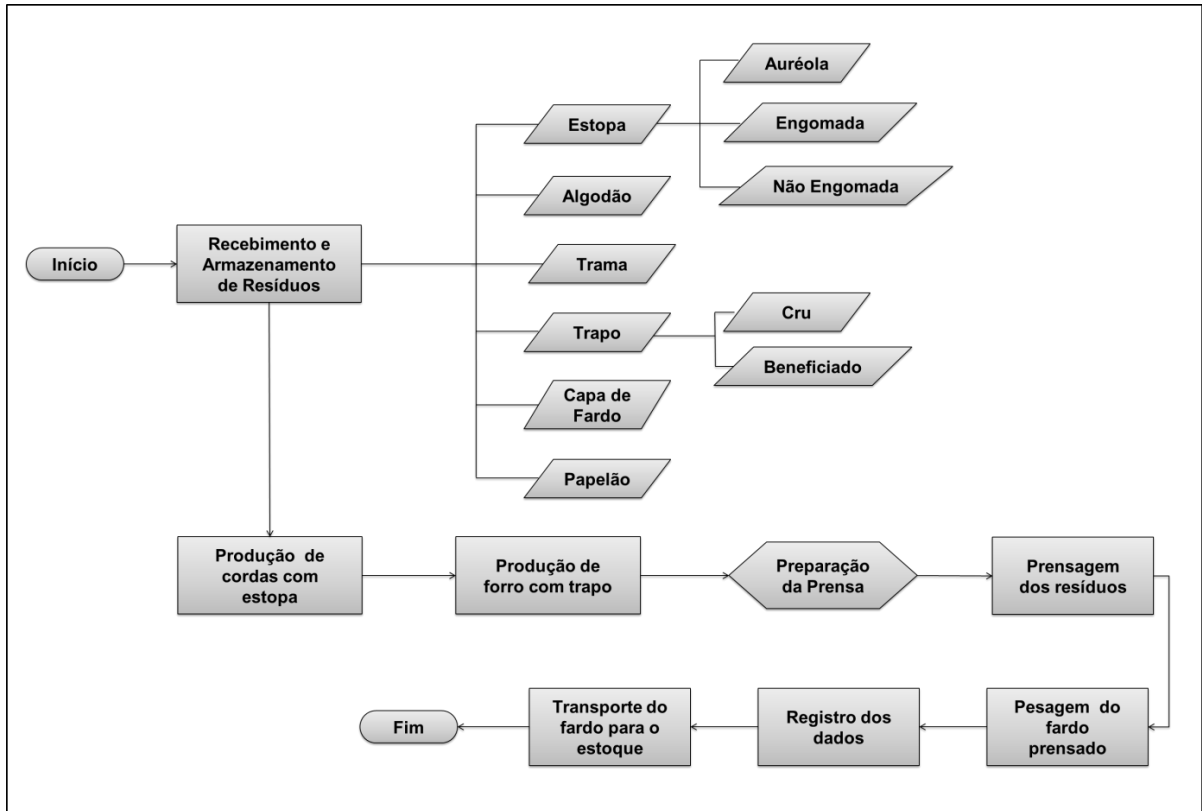 Início
Recebimento e
Armazenamento
de Resíduos
Estopa
Auréola
Engomada
Não Engomada
Algodão
Trama
Trapo
Cru
Beneficiado
Capa de
Fardo
Papelão
Produção de
cordas com
estopa
Produção de
forro com trapo
Preparação
da Prensa
Prensagem
dos resíduos
Pesagem do
fardo
prensado
Registro dos
dados
Transporte do
fardo para o
estoque
Fim